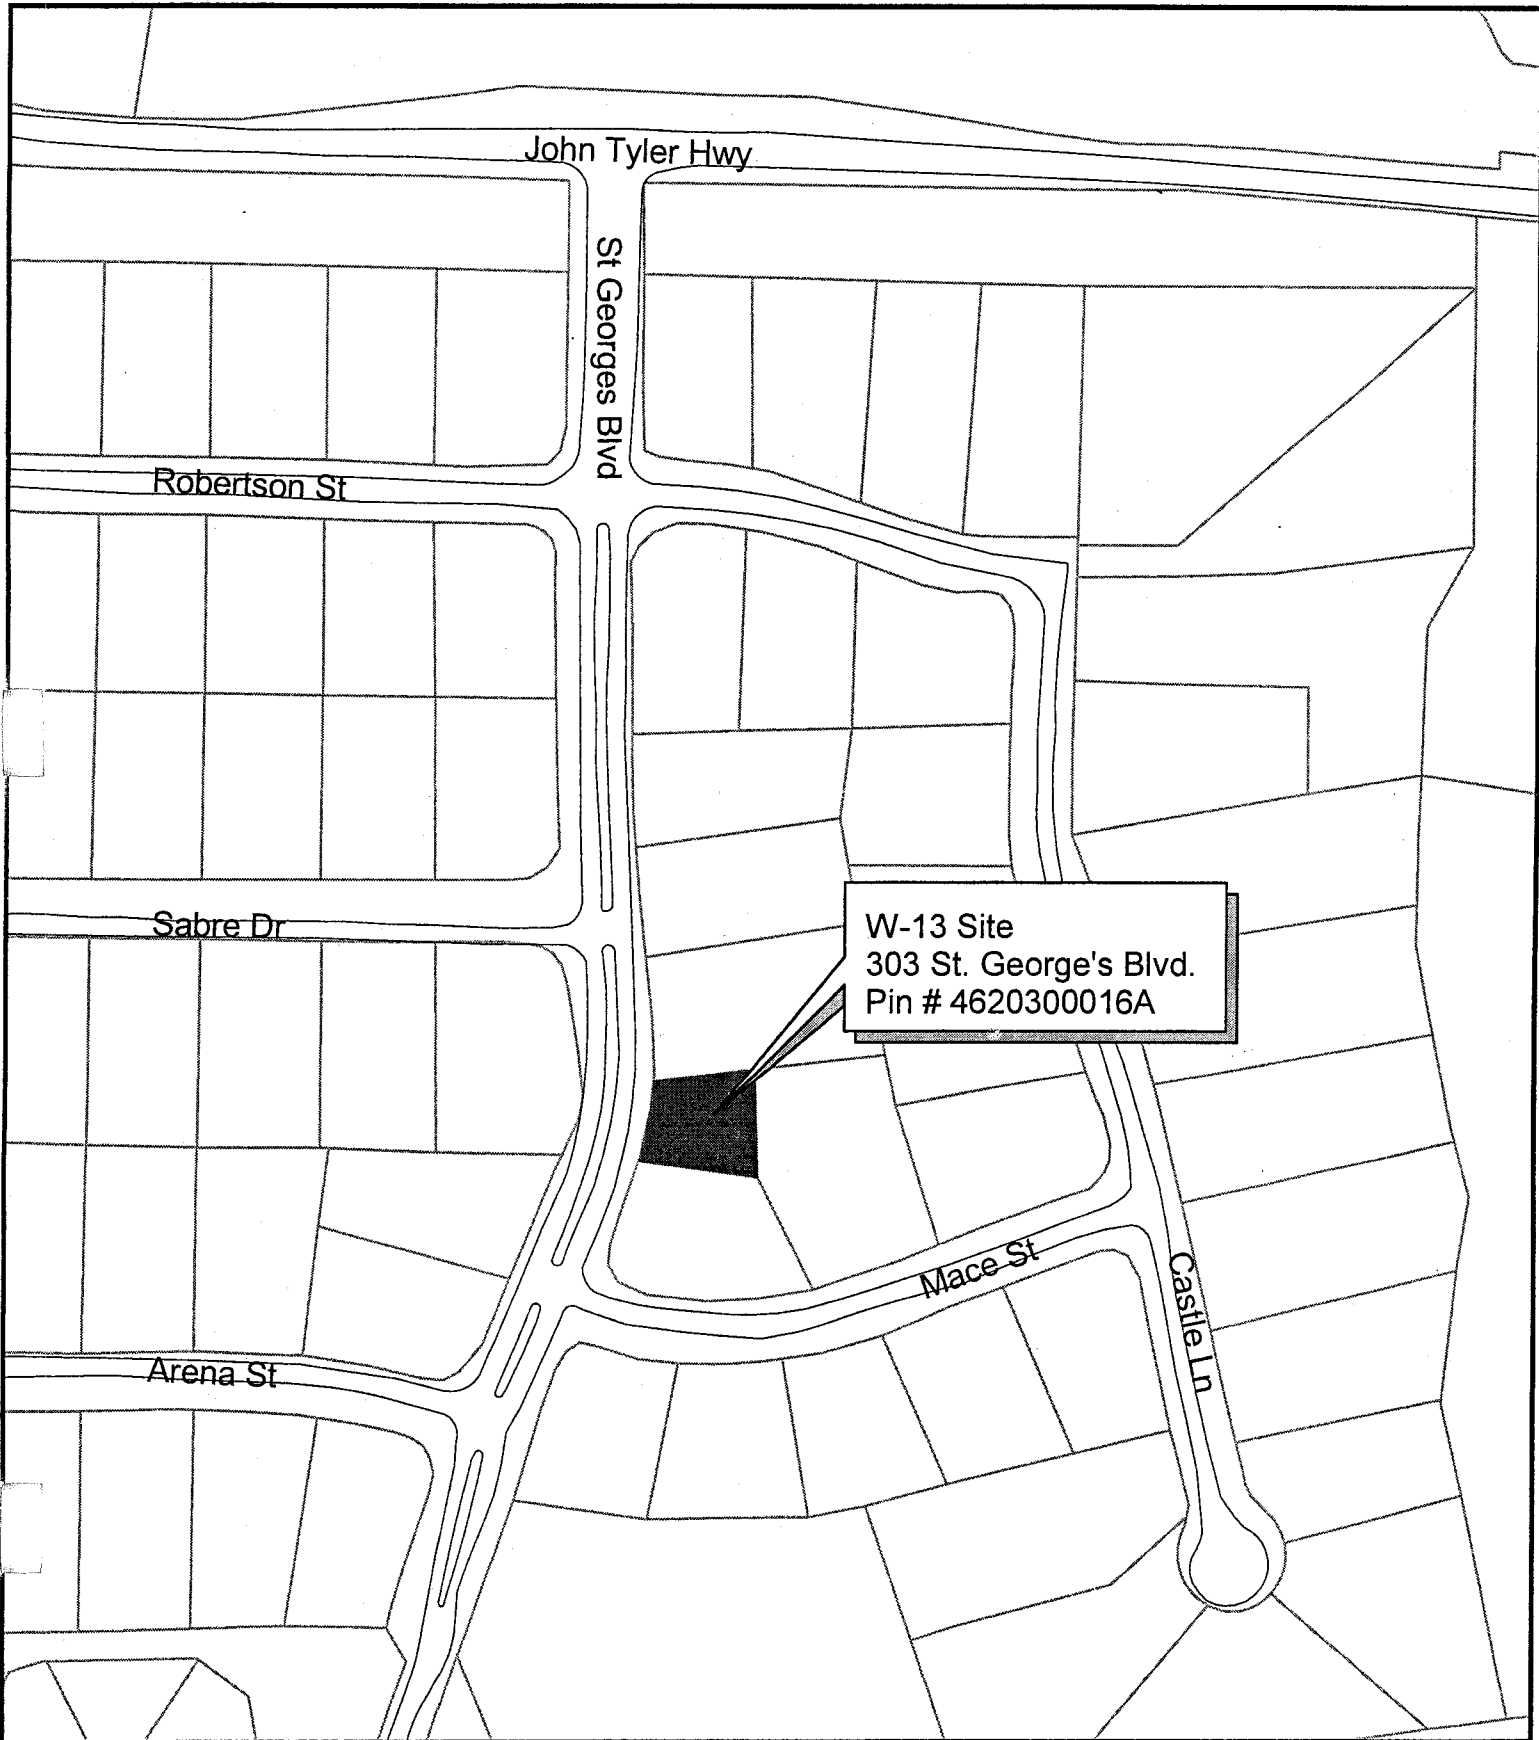 John Tyler Hwy
St Georges Blvd
Robertson St
Sabre Dr
W-13 Site
303 St. George's Blvd.
Pin # 4620300016A
Mace St
Castle Ln
Arena St